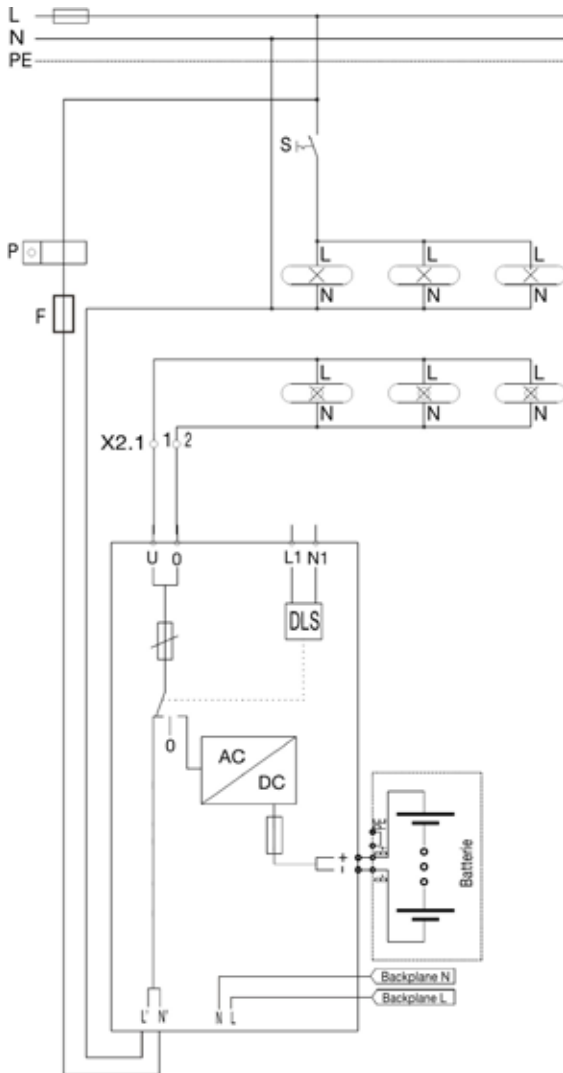 L
N
PE
S
P
F
L L L
N N N
L L L
N N N
X2.1 1 2
U 0 L1 N1
DLS
0
AC
DC
PE
+
-
Batterie
Backplane N
Backplane L
L' N' N L